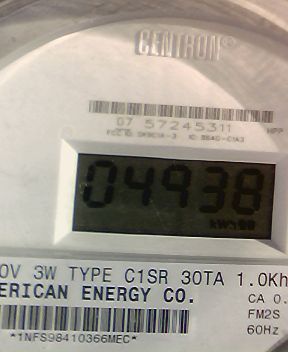 CENTRON®
07 57245311
HPP
04938
kWh
0V 3W TYPE C1SR 30TA 1.0Kh
ERICAN ENERGY CO.
CA 0.
FM2S
60Hz
*1NFS98410366MEC*